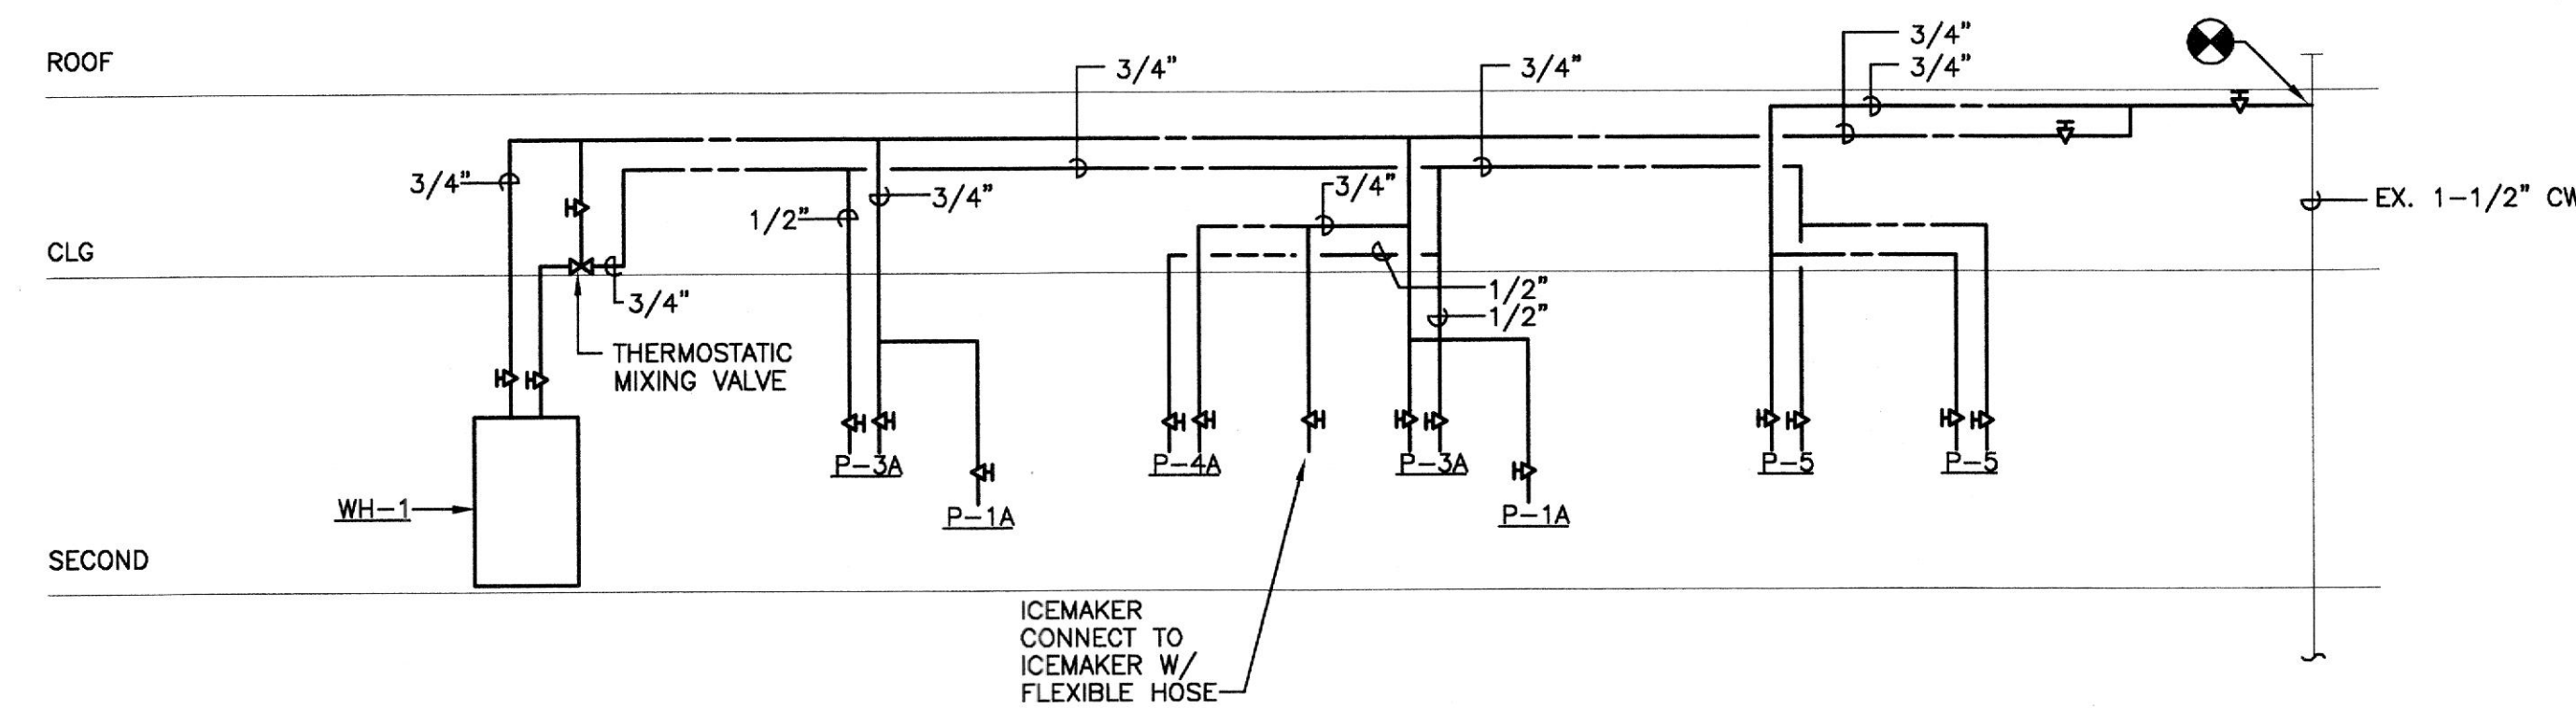 ROOF
3/4"
3/4"
3/4"
3/4"
3/4"
3/4"
1/2"
3/4"
3/4"
EX. 1-1/2" CW
CLG
3/4"
1/2"
1/2"
THERMOSTATIC
MIXING VALVE
P-3A
P-4A
P-3A
P-5
P-5
WH-1
P-1A
P-1A
SECOND
ICEMAKER
CONNECT TO
ICEMAKER W/
FLEXIBLE HOSE